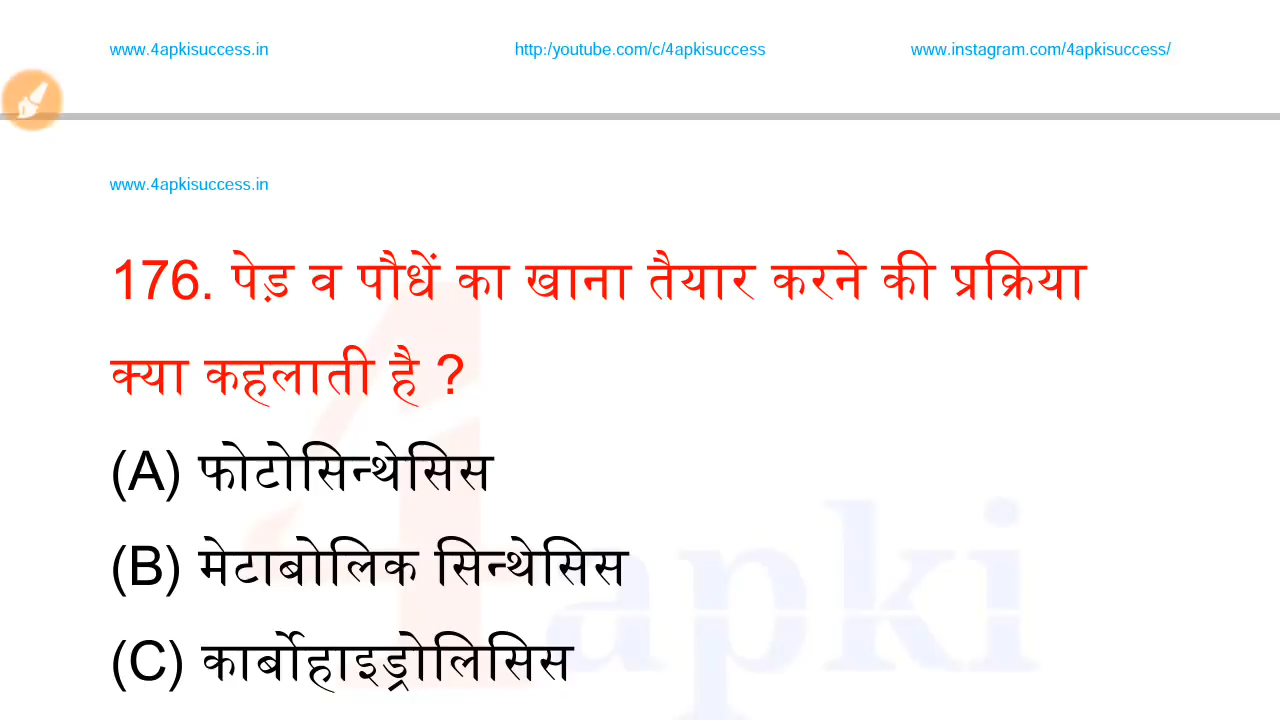 www.4apkisuccess.in http:/youtube.com/c/4apkisuccess www.instagram.com/4apkisuccess/
www.4apkisuccess.in
176. पेड़ व पौधें का खाना तैयार करने की प्रक्रिया
क्या कहलाती है ?
(A) फोटोसिन्थेसिस
(B) मेटाबोलिक सिन्थेसिस
4apki
(C) कार्बोहाइड्रोलिसिस